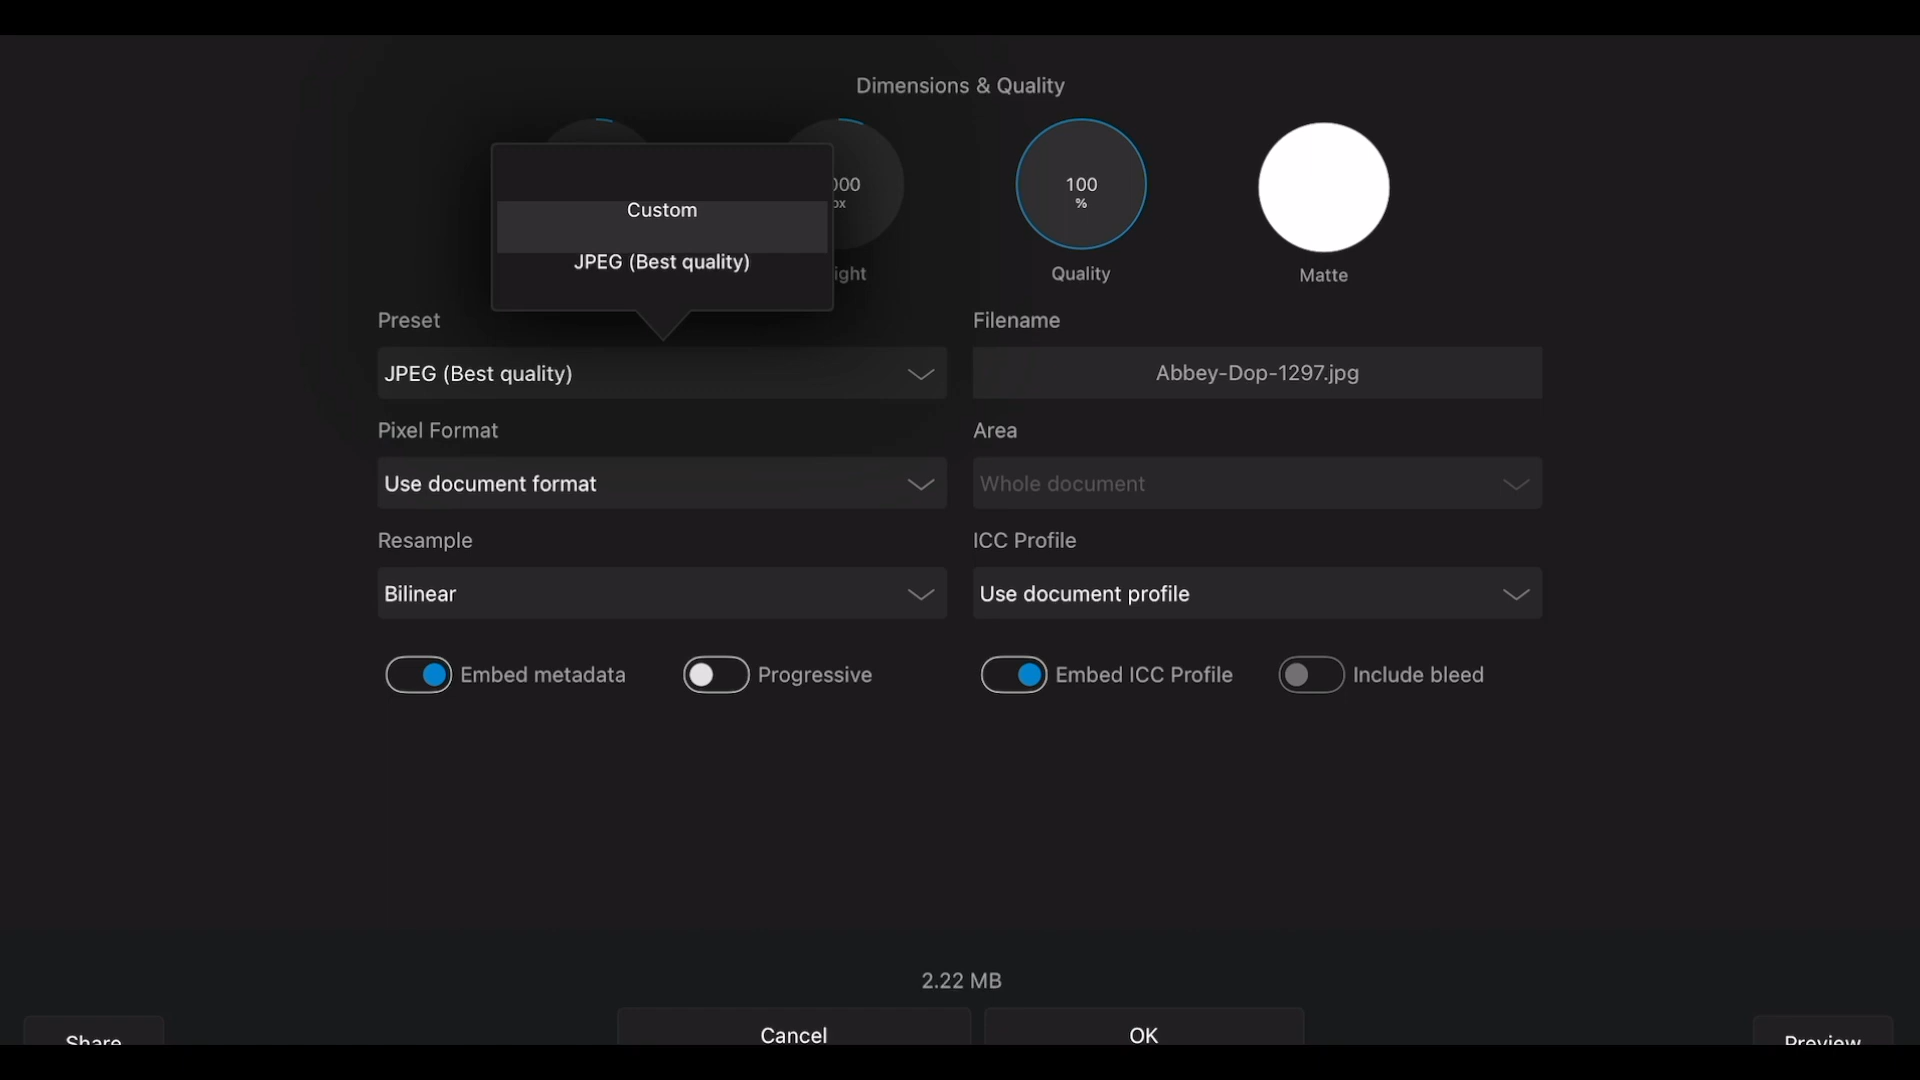 Dimensions & Quality
Custom
JPEG (Best quality)
100
%
Quality
Matte
Preset
Filename
JPEG (Best quality)
Abbey-Dop-1297.jpg
Pixel Format
Area
Use document format
Whole document
Resample
ICC Profile
Bilinear
Use document profile
Embed metadata
Progressive
Embed ICC Profile
Include bleed
2.22 MB
Share
Cancel
OK
Preview